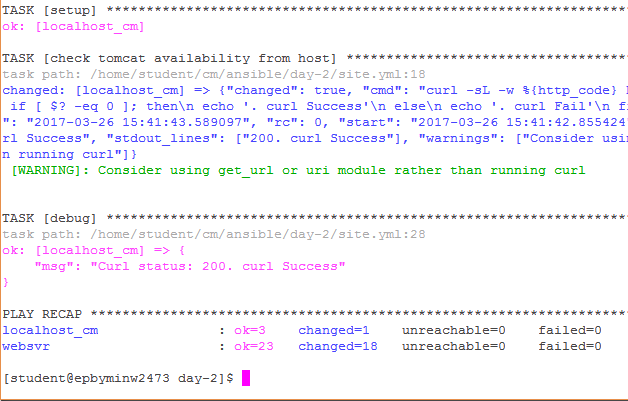 TASK [setup] *****************************************************************
ok: [localhost_cm]
TASK [check tomcat availability from host] ***********************************
task path: /home/student/cm/ansible/day-2/site.yml:18
changed: [localhost_cm] => {"changed": true, "cmd": "curl -sL -w %{http_code}
if [ $? -eq 0 ]; then\n echo '. curl Success'\n else\n echo '. curl Fail'\n fi
": "2017-03-26 15:41:43.589097", "rc": 0, "start": "2017-03-26 15:41:42.855424"
rl Success", "stdout_lines": ["200. curl Success"], "warnings": ["Consider usin
n running curl"]}
[WARNING]: Consider using get_url or uri module rather than running curl
TASK [debug] *****************************************************************
task path: /home/student/cm/ansible/day-2/site.yml:28
ok: [localhost_cm] => {
"msg": "Curl status: 200. curl Success"
}
PLAY RECAP *******************************************************************
localhost_cm : ok=3 changed=1 unreachable=0 failed=0
websvr : ok=23 changed=18 unreachable=0 failed=0
[student@epbyminw2473 day-2]$